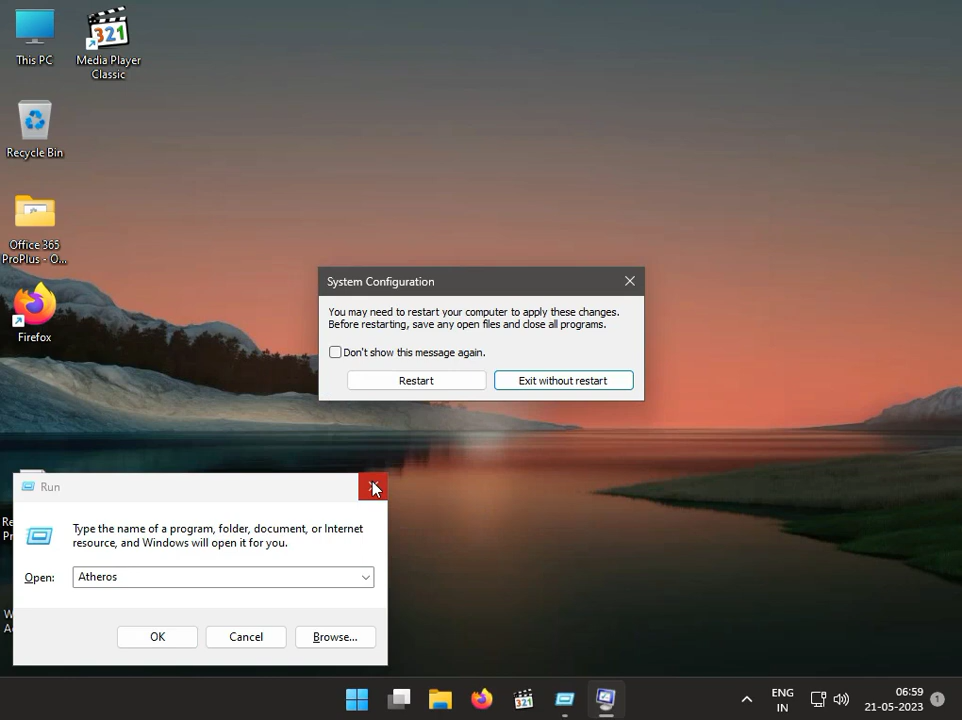 This PC
Media Player
Classic
321
Recycle Bin
Office 365
ProPlus - O...
Firefox
System Configuration
You may need to restart your computer to apply these changes.
Before restarting, save any open files and close all programs.
Don't show this message again.
Restart
Exit without restart
Run
Type the name of a program, folder, document, or Internet
resource, and Windows will open it for you.
Open:
Atheros
OK
Cancel
Browse...
321
ENG
IN
06:59
21-05-2023
1